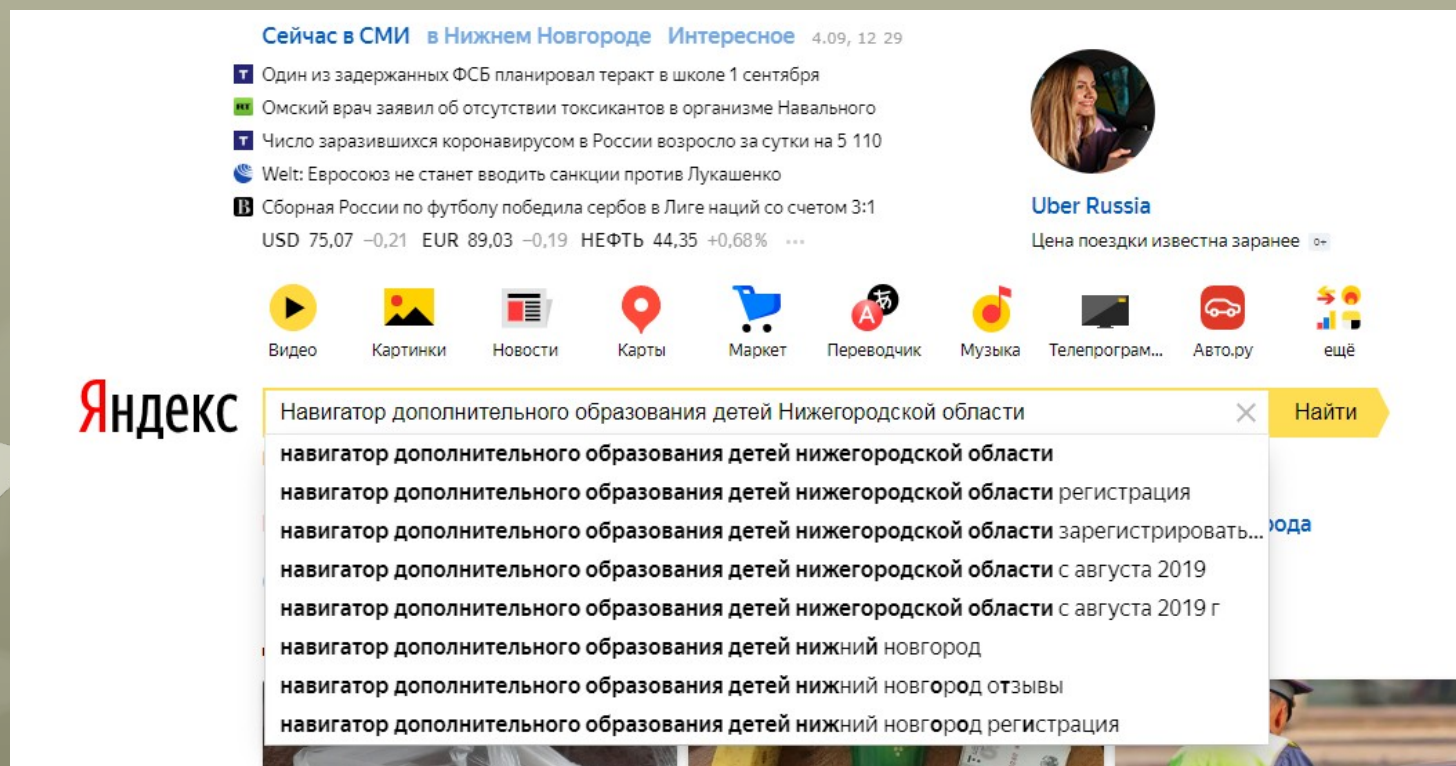 Сейчас в СМИ в Нижнем Новгороде Интересное 4.09, 12 29
Один из задержанных ФСБ планировал теракт в школе 1 сентября
Омский врач заявил об отсутствии токсикантов в организме Навального
Число заразившихся коронавирусом в России возросло за сутки на 5 110
Welt: Евросоюз не станет вводить санкции против Лукашенко
Сборная России по футболу победила сербов в Лиге наций со счетом 3:1
USD 75,07 −0,21 EUR 89,03 −0,19 НЕФТЬ 44,35 +0,68% ...
Uber Russia
Цена поездки известна заранее 0+
Видео Картинки Новости Карты Маркет Переводчик Музыка Телепрограм... Авто.ру ещё
Яндекс
Навигатор дополнительного образования детей Нижегородской области
Найти
навигатор дополнительного образования детей нижегородской области
навигатор дополнительного образования детей нижегородской области регистрация
навигатор дополнительного образования детей нижегородской области зарегистрировать...
навигатор дополнительного образования детей нижегородской области с августа 2019
навигатор дополнительного образования детей нижегородской области с августа 2019 г
навигатор дополнительного образования детей нижний новгород
навигатор дополнительного образования детей нижний новгород отзывы
навигатор дополнительного образования детей нижний новгород регистрация